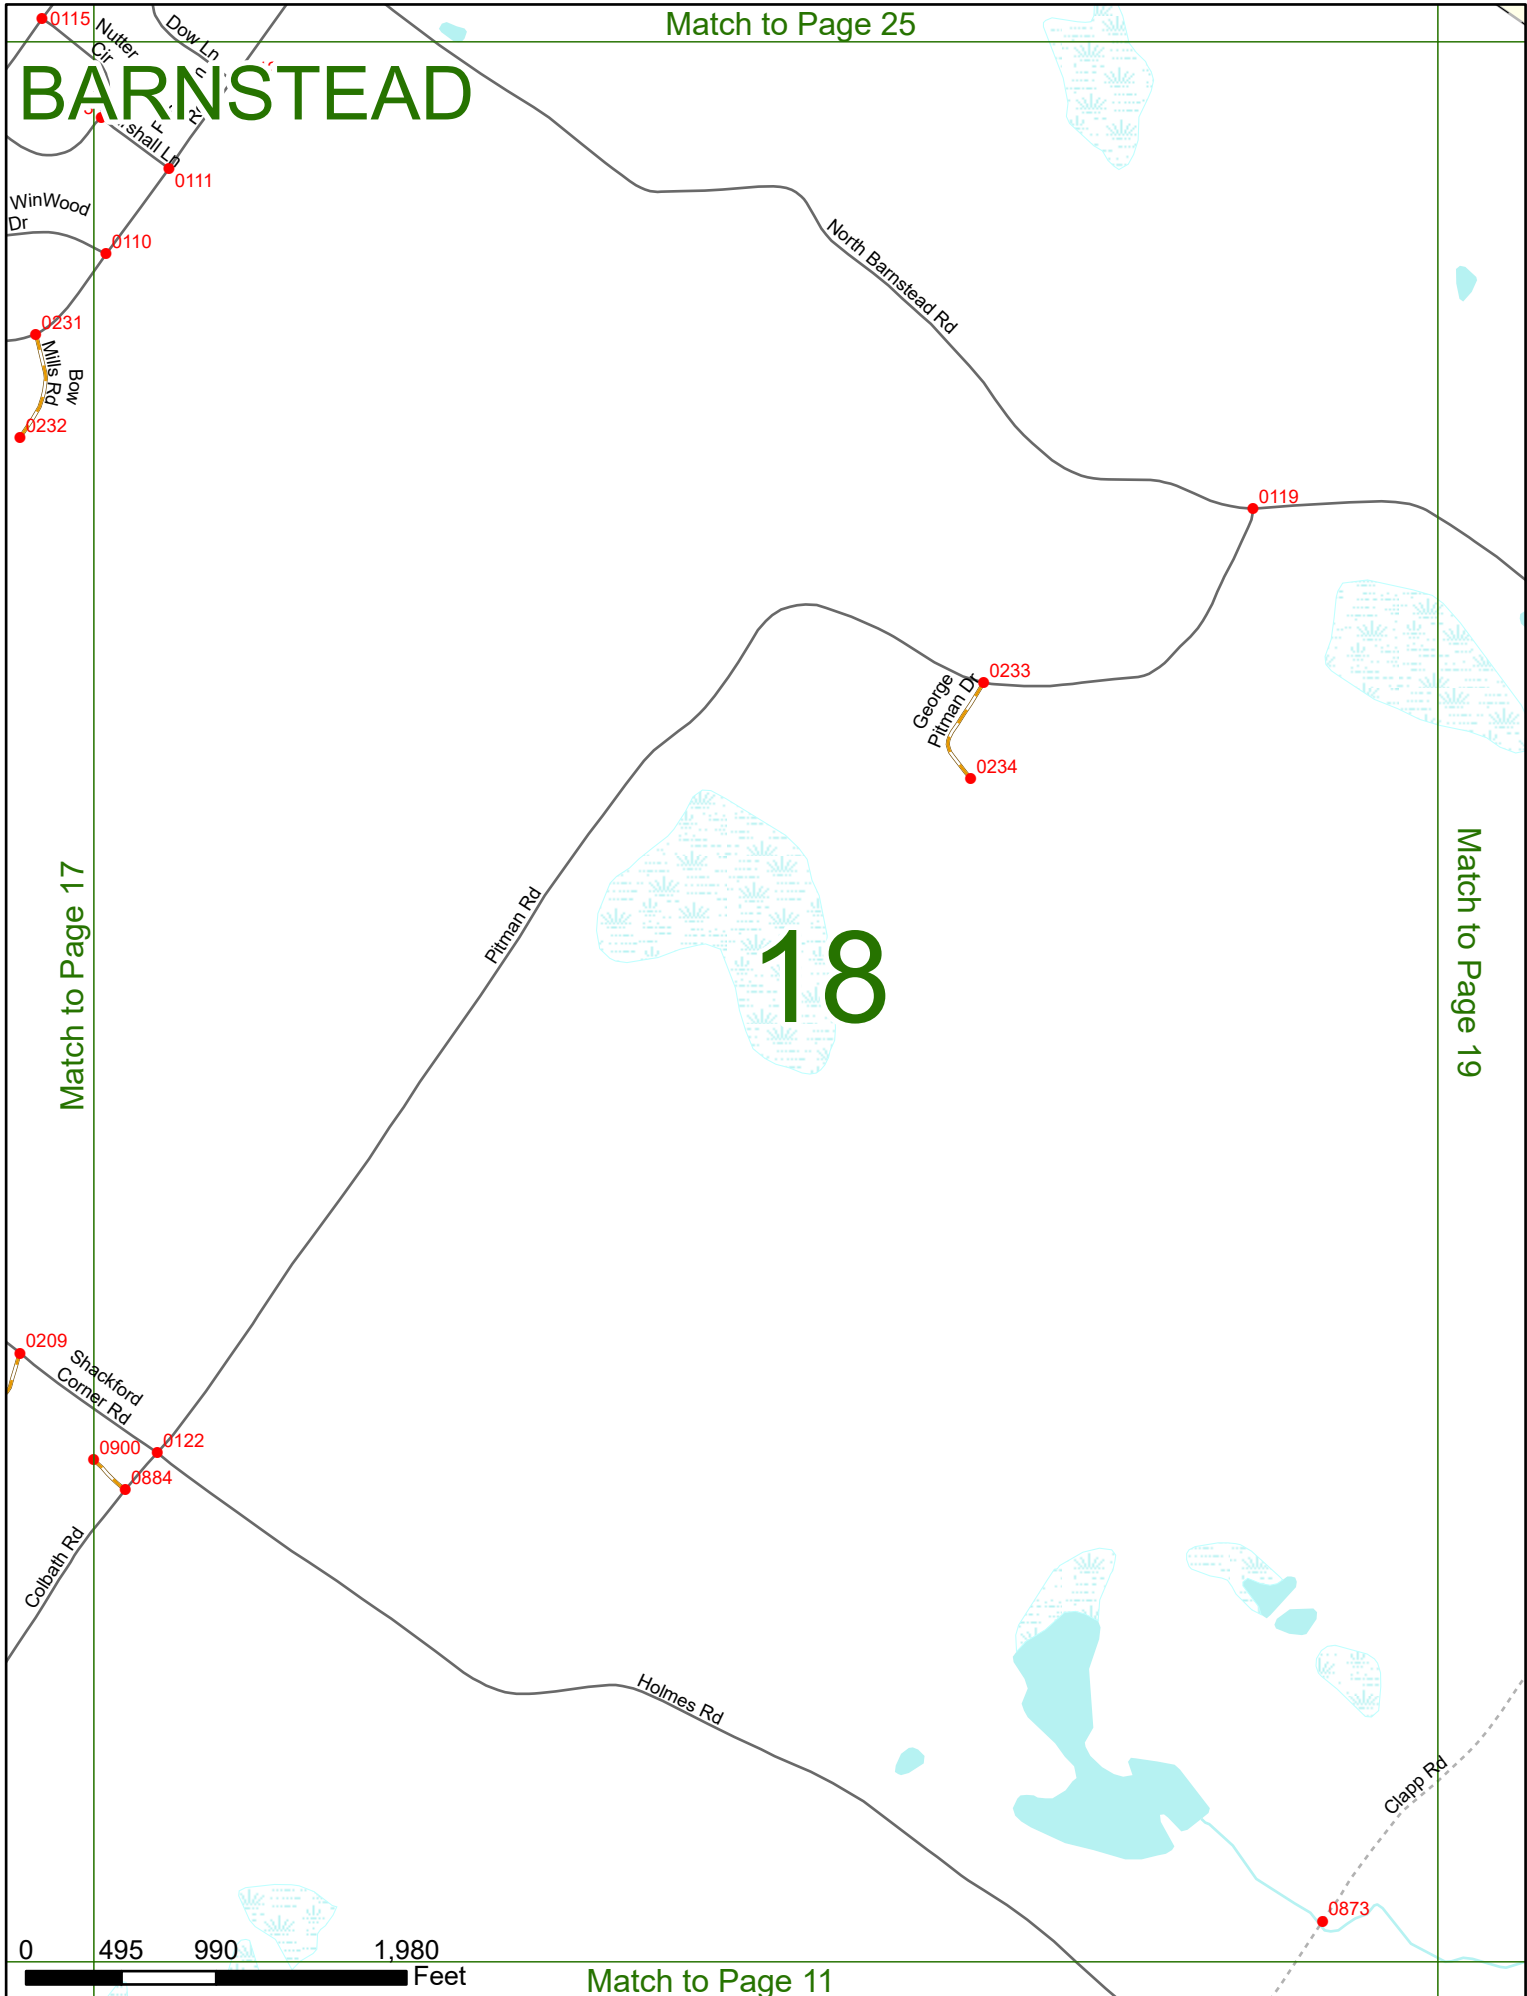 Match to Page 25
0115
Nutter
Cir
Dow Ln
BARNSTEAD
shall Ln
0111
WinWood
Dr
0110
0231
Bow
Mills Rd
0232
North Barnstead Rd
0119
0233
George
Pitman Dr
0234
Match to Page 17
Pitman Rd
18
Match to Page 19
0209
Shackford
Corner Rd
0122
0900
0884
Colbath Rd
Holmes Rd
Clapp Rd
0873
0 495 990 1,980
Feet
Match to Page 11